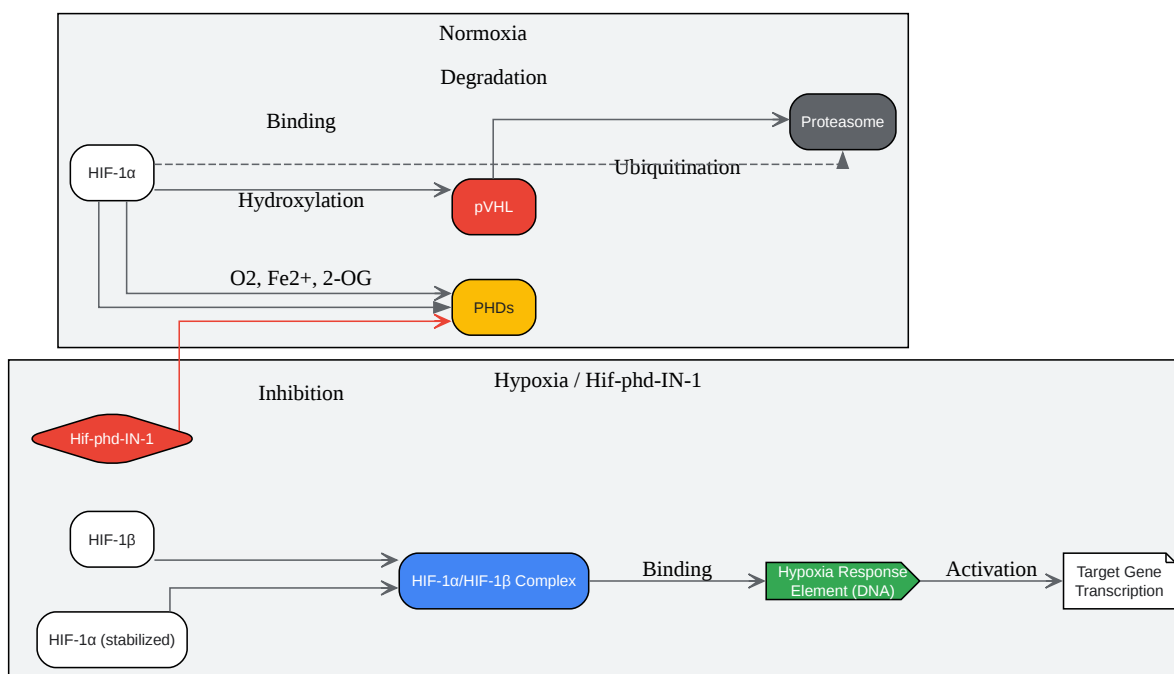 Normoxia
Degradation
Binding
Proteasome
HIF-1α
Ubiquitination
Hydroxylation
pVHL
O2, Fe2+, 2-OG
PHDs
Hypoxia / Hif-phd-IN-1
Inhibition
Hif-phd-IN-1
HIF-1β
HIF-1α/HIF-1β Complex
Binding
Hypoxia Response
Element (DNA)
Activation
Target Gene
Transcription
HIF-1α (stabilized)